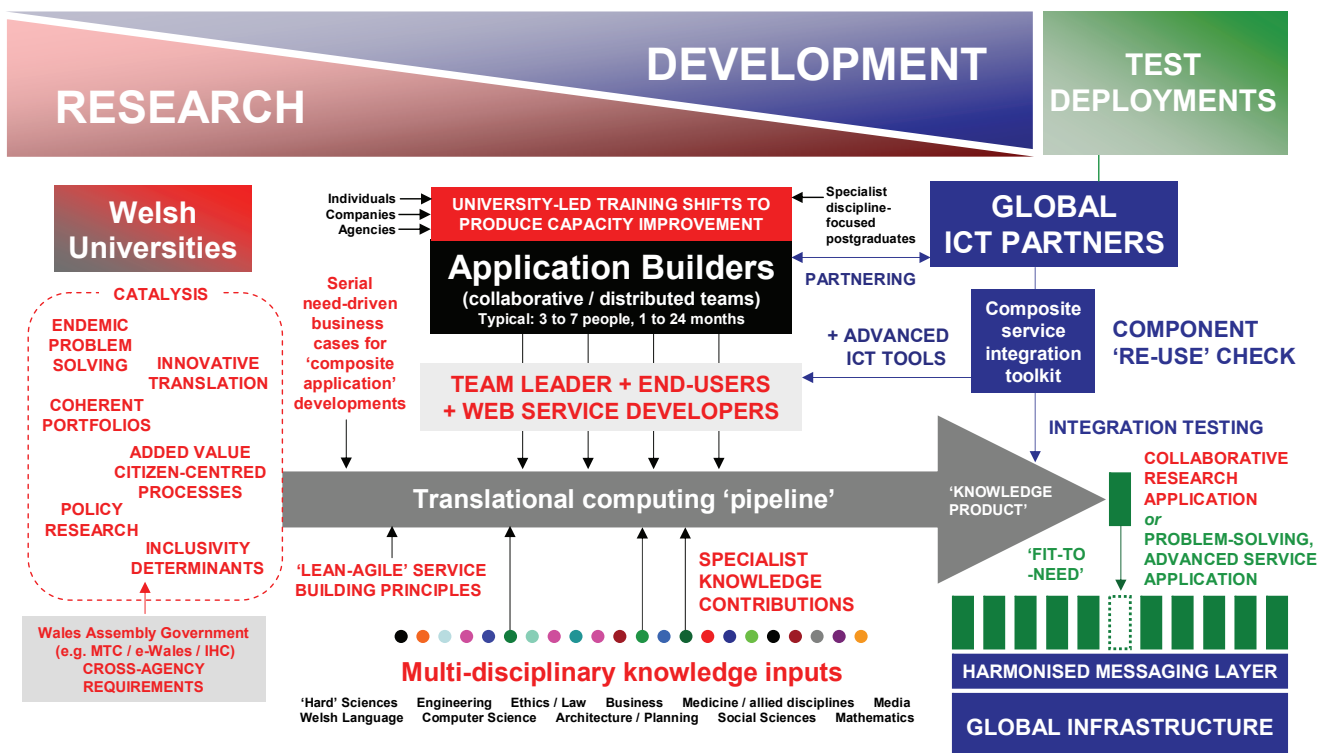 RESEARCH
DEVELOPMENT
TEST
DEPLOYMENTS
Welsh
Universities
CATALYSIS
ENDEMIC
PROBLEM
SOLVING
INNOVATIVE
TRANSLATION
COHERENT
PORTFOLIOS
ADDED VALUE
CITIZEN-CENTRED
PROCESSES
POLICY
RESEARCH
INCLUSIVITY
DETERMINANTS
Wales Assembly Government
(e.g. MTC / e-Wales / IHC)
CROSS-AGENCY
REQUIREMENTS
Individuals
Companies
Agencies
UNIVERSITY-LED TRAINING SHIFTS TO
PRODUCE CAPACITY IMPROVEMENT
Specialist
discipline-
focused
postgraduates
Application Builders
(collaborative / distributed teams)
Typical: 3 to 7 people, 1 to 24 months
Serial
need-driven
business
cases for
‘composite
application’
developments
TEAM LEADER + END-USERS
+ WEB SERVICE DEVELOPERS
GLOBAL
ICT PARTNERS
PARTNERING
+ ADVANCED
ICT TOOLS
Composite
service
integration
toolkit
COMPONENT
‘RE-USE’ CHECK
INTEGRATION TESTING
Translational computing ‘pipeline’
‘KNOWLEDGE
PRODUCT’
COLLABORATIVE
RESEARCH
APPLICATION
or
PROBLEM-SOLVING,
ADVANCED SERVICE
APPLICATION
‘FIT-TO
-NEED’
‘LEAN-AGILE’ SERVICE
BUILDING PRINCIPLES
SPECIALIST
KNOWLEDGE
CONTRIBUTIONS
Multi-disciplinary knowledge inputs
‘Hard’ Sciences Engineering Ethics / Law Business Medicine / allied disciplines Media
Welsh Language Computer Science Architecture / Planning Social Sciences Mathematics
HARMONISED MESSAGING LAYER
GLOBAL INFRASTRUCTURE